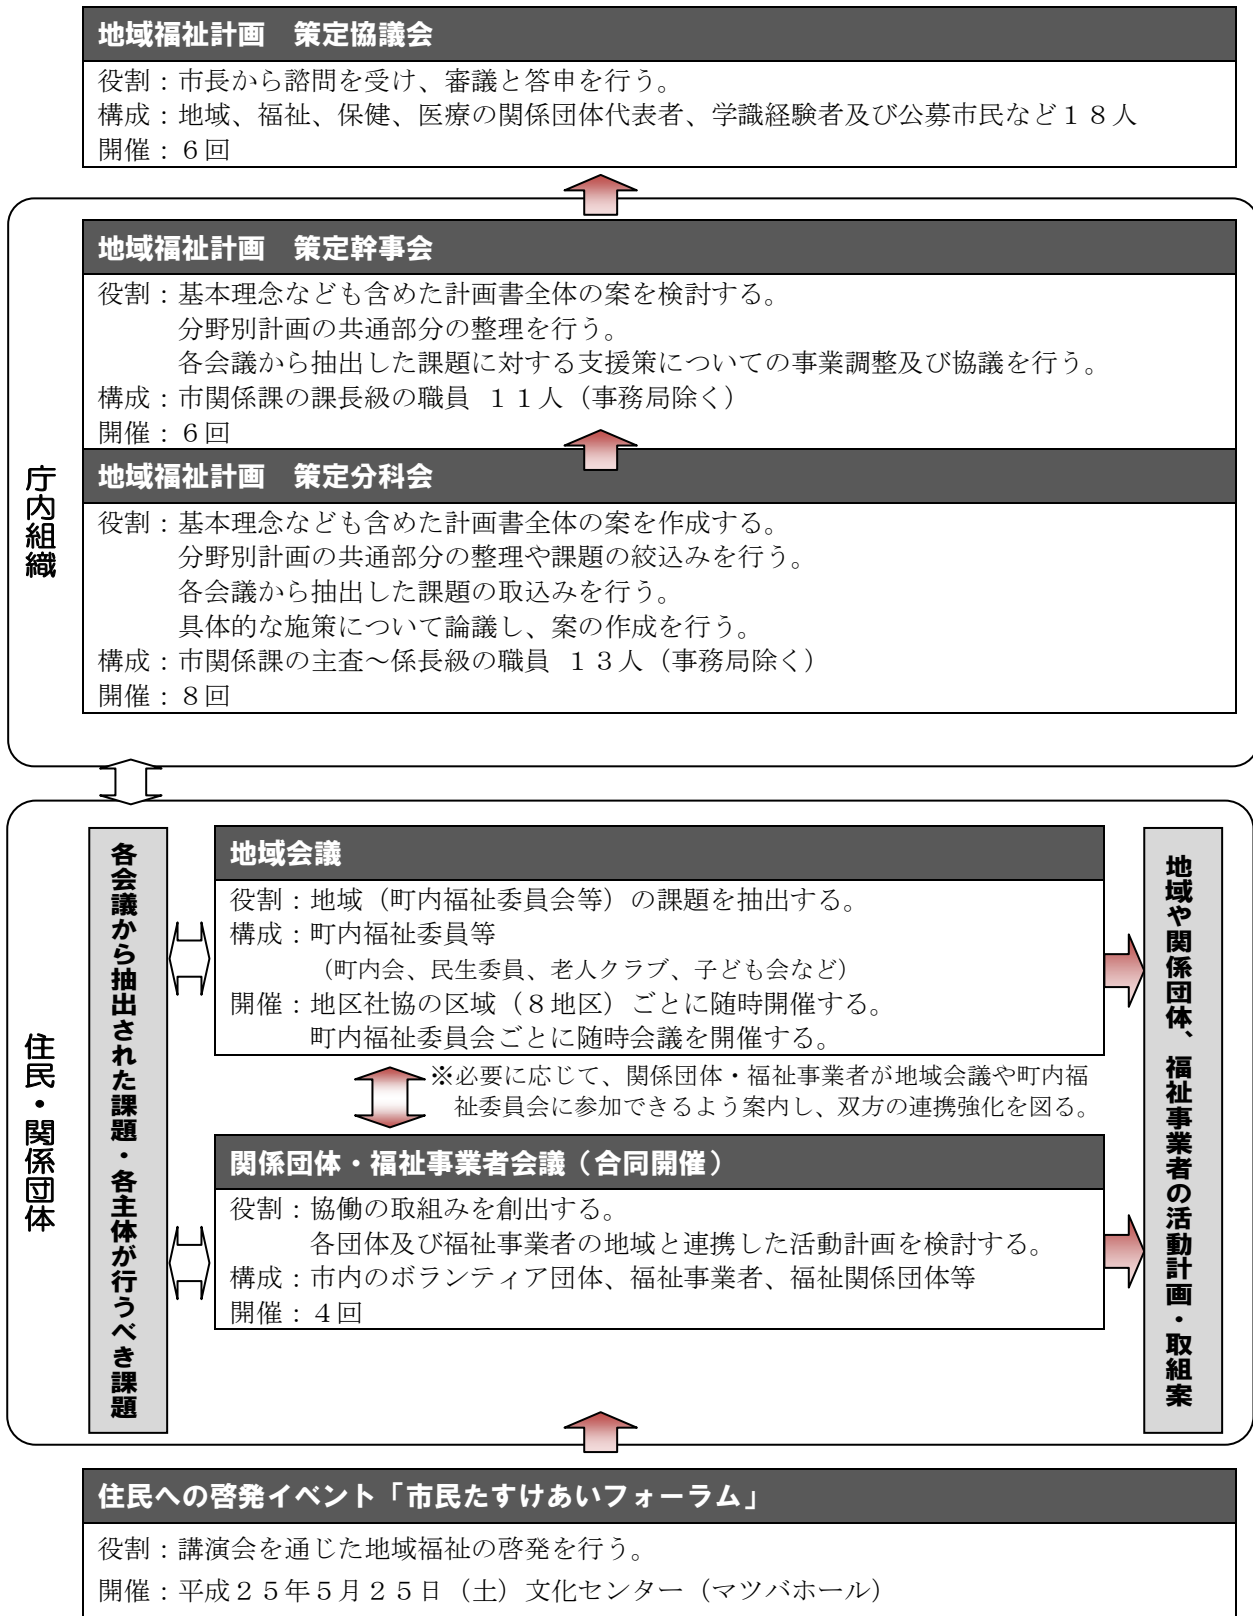 地域福祉計画　策定協議会
役割：市長から諮問を受け、審議と答申を行う。
構成：地域、福祉、保健、医療の関係団体代表者、学識経験者及び公募市民など１８人
開催：６回
庁内組織
地域福祉計画　策定幹事会
役割：基本理念なども含めた計画書全体の案を検討する。
分野別計画の共通部分の整理を行う。
各会議から抽出した課題に対する支援策についての事業調整及び協議を行う。
構成：市関係課の課長級の職員　１１人（事務局除く）
開催：６回
地域福祉計画　策定分科会
役割：基本理念なども含めた計画書全体の案を作成する。
分野別計画の共通部分の整理や課題の絞込みを行う。
各会議から抽出した課題の取込みを行う。
具体的な施策について論議し、案の作成を行う。
構成：市関係課の主査～係長級の職員　１３人（事務局除く）
開催：８回
住民・関係団体
各会議から抽出された課題・各主体が行うべき課題
地域会議
役割：地域（町内福祉委員会等）の課題を抽出する。
構成：町内福祉委員等
（町内会、民生委員、老人クラブ、子ども会など）
開催：地区社協の区域（８地区）ごとに随時開催する。
町内福祉委員会ごとに随時会議を開催する。
※必要に応じて、関係団体・福祉事業者が地域会議や町内福
祉委員会に参加できるよう案内し、双方の連携強化を図る。
関係団体・福祉事業者会議（合同開催）
役割：協働の取組みを創出する。
各団体及び福祉事業者の地域と連携した活動計画を検討する。
構成：市内のボランティア団体、福祉事業者、福祉関係団体等
開催：４回
地域や関係団体、福祉事業者の活動計画・取組案
住民への啓発イベント「市民たすけあいフォーラム」
役割：講演会を通じた地域福祉の啓発を行う。
開催：平成２５年５月２５日（土）文化センター（マツバホール）